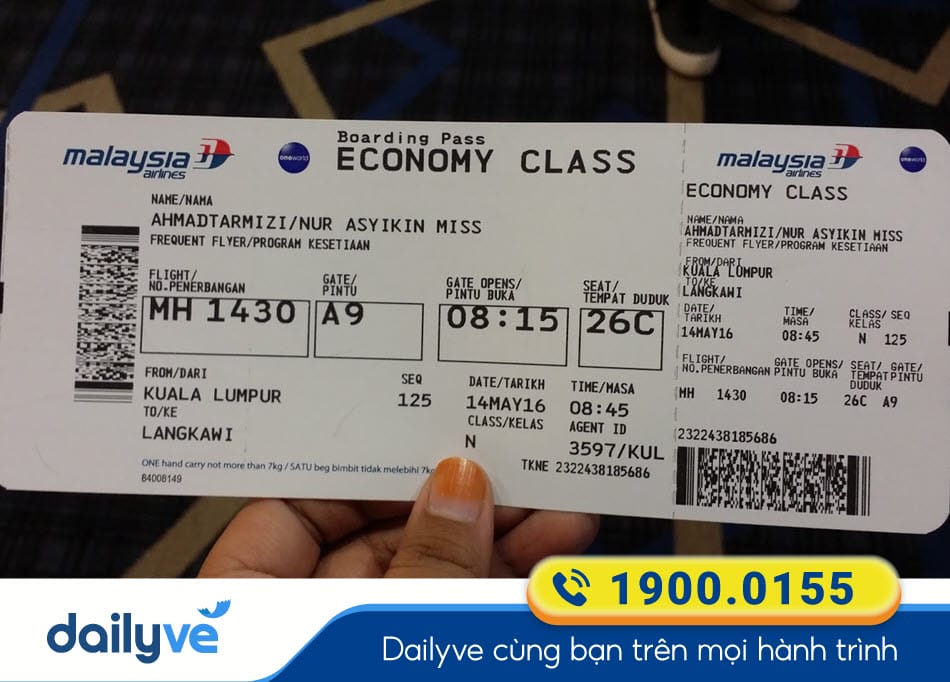 Boarding Pass
malaysia airlines oneworld ECONOMY CLASS
NAME/NAMA
AHMADTARMIZI/NUR ASYIKIN MISS
FREQUENT FLYER/PROGRAM KESETIAAN
FLIGHT/ GATE/ GATE OPENS/ SEAT/
NO.PENERBANGAN PINTU PINTU BUKA TEMPAT DUDUK
MH 1430 A9 08:15 26C
FROM/DARI SEQ DATE/TARIKH TIME/MASA
KUALA LUMPUR 125 14MAY16 08:45
TO/KE CLASS/KELAS AGENT ID
LANGKAWI N 3597/KUL
ONE hand carry not more than 7kg / SATU beg bimbit tidak melebihi 7kg TKNE 2322438185686
84008149
malaysia airlines oneworld
ECONOMY CLASS
NAME/NAMA
AHMADTARMIZI/NUR ASYIKIN MISS
FREQUENT FLYER/PROGRAM KESETIAAN
FROM/DARI
KUALA LUMPUR
TO/KE
LANGKAWI
DATE/ TIME/ CLASS/ SEQ
TARIKH MASA KELAS
14MAY16 08:45 N 125
FLIGHT/ GATE OPENS/ SEAT/ GATE/
NO.PENERBANGAN PINTU BUKA TEMPAT PINTU
DUDUK
MH 1430 08:15 26C A9
2322438185686
1900.0155
dailyvé
Dailyve cùng bạn trên mọi hành trình